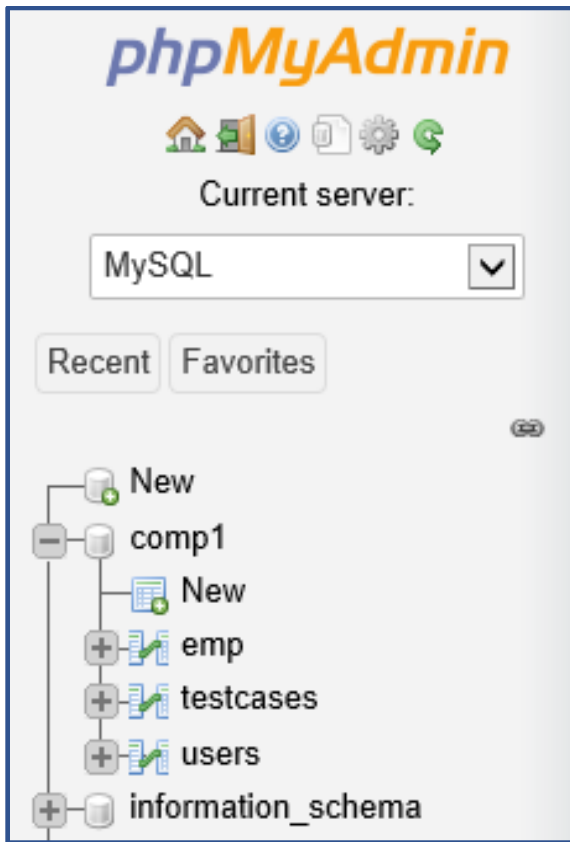 phpMyAdmin
Current server:
MySQL
Recent Favorites
New
comp1
New
emp
testcases
users
information_schema